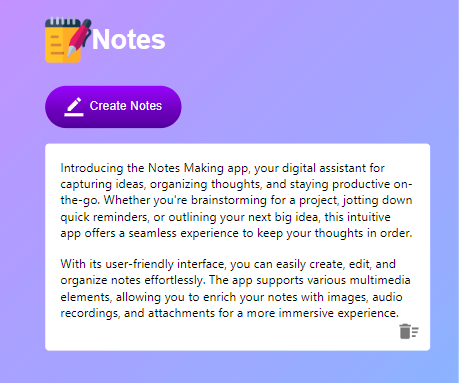 Notes
Create Notes
Introducing the Notes Making app, your digital assistant for
capturing ideas, organizing thoughts, and staying productive on-
the-go. Whether you're brainstorming for a project, jotting down
quick reminders, or outlining your next big idea, this intuitive
app offers a seamless experience to keep your thoughts in order.
With its user-friendly interface, you can easily create, edit, and
organize notes effortlessly. The app supports various multimedia
elements, allowing you to enrich your notes with images, audio
recordings, and attachments for a more immersive experience.